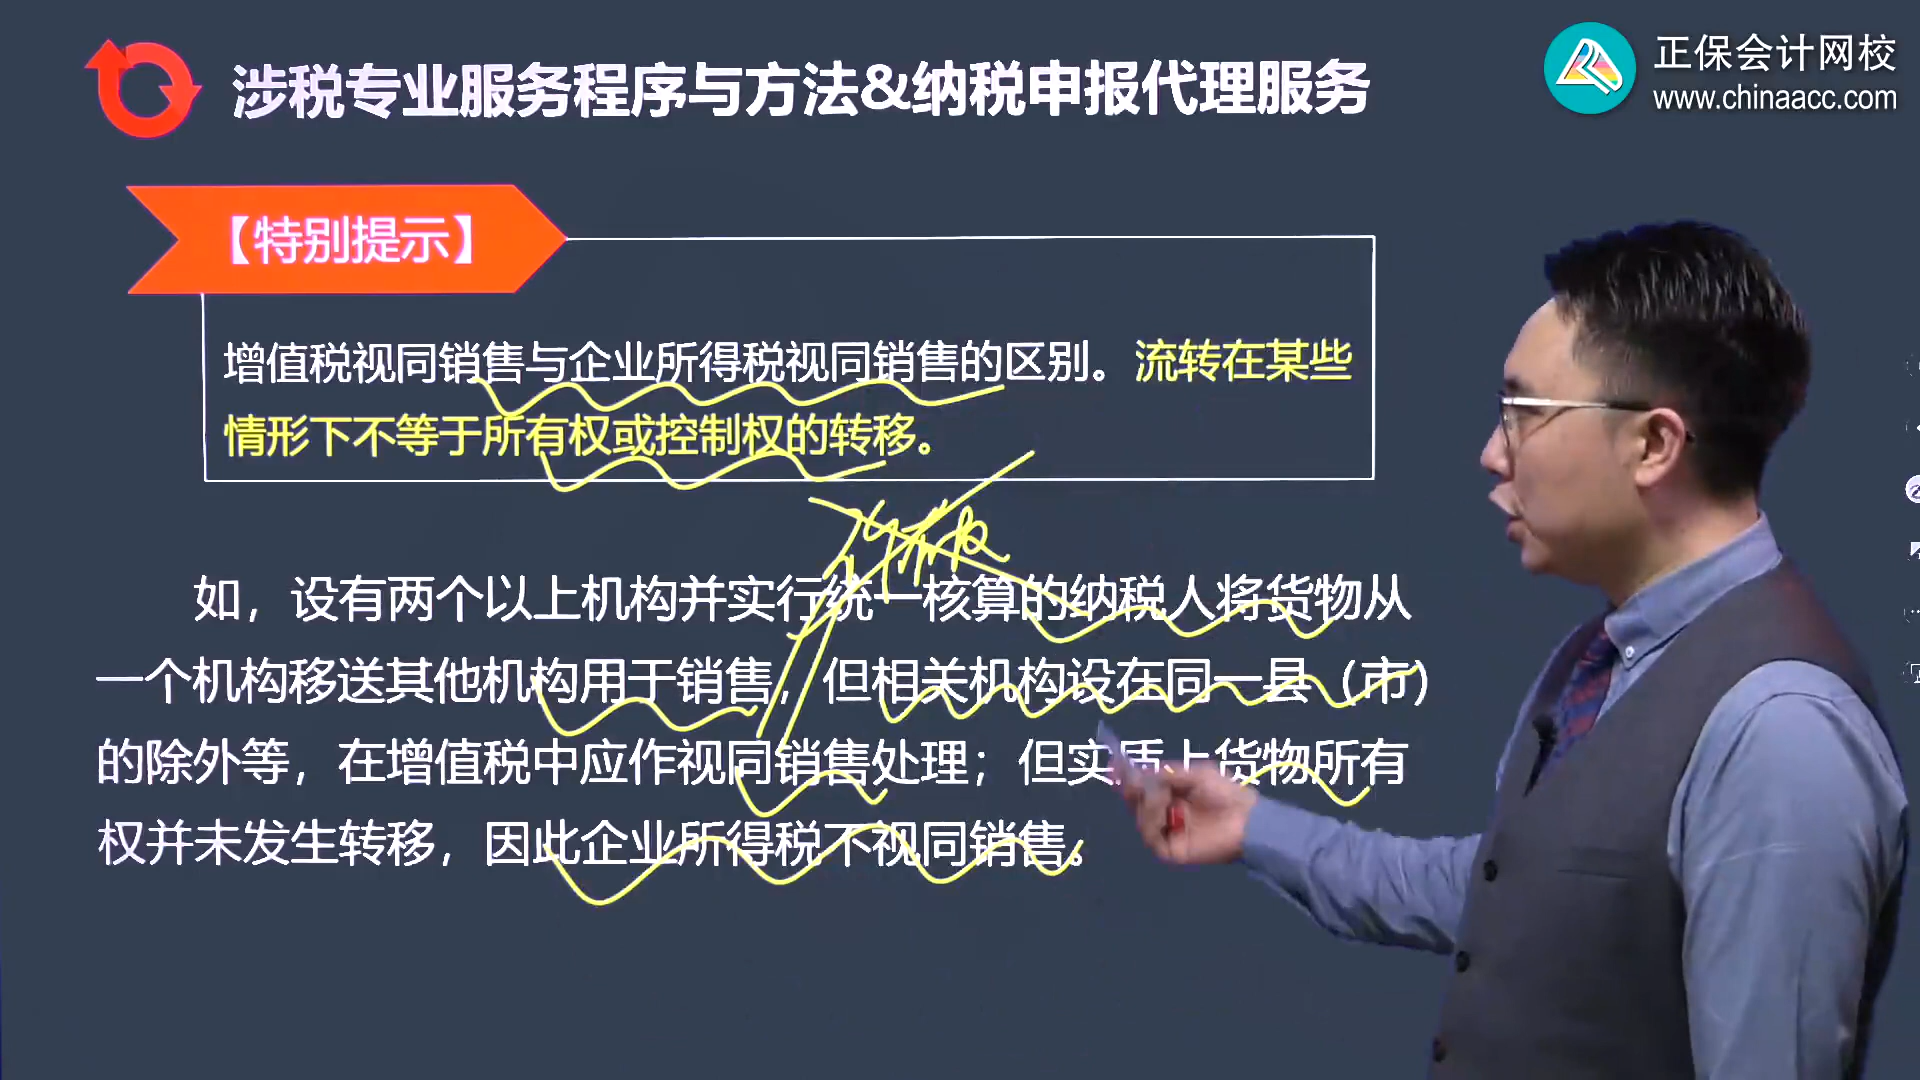 涉税专业服务程序与方法&纳税申报代理服务
正保会计网校
www.chinaacc.com
【特别提示】
增值税视同销售与企业所得税视同销售的区别。流转在某些
情形下不等于所有权或控制权的转移。
如，设有两个以上机构并实行统一核算的纳税人将货物从
一个机构移送其他机构用于销售，但相关机构设在同一县（市）
的除外等，在增值税中应作视同销售处理；但实质上货物所有
权并未发生转移，因此企业所得税不视同销售。